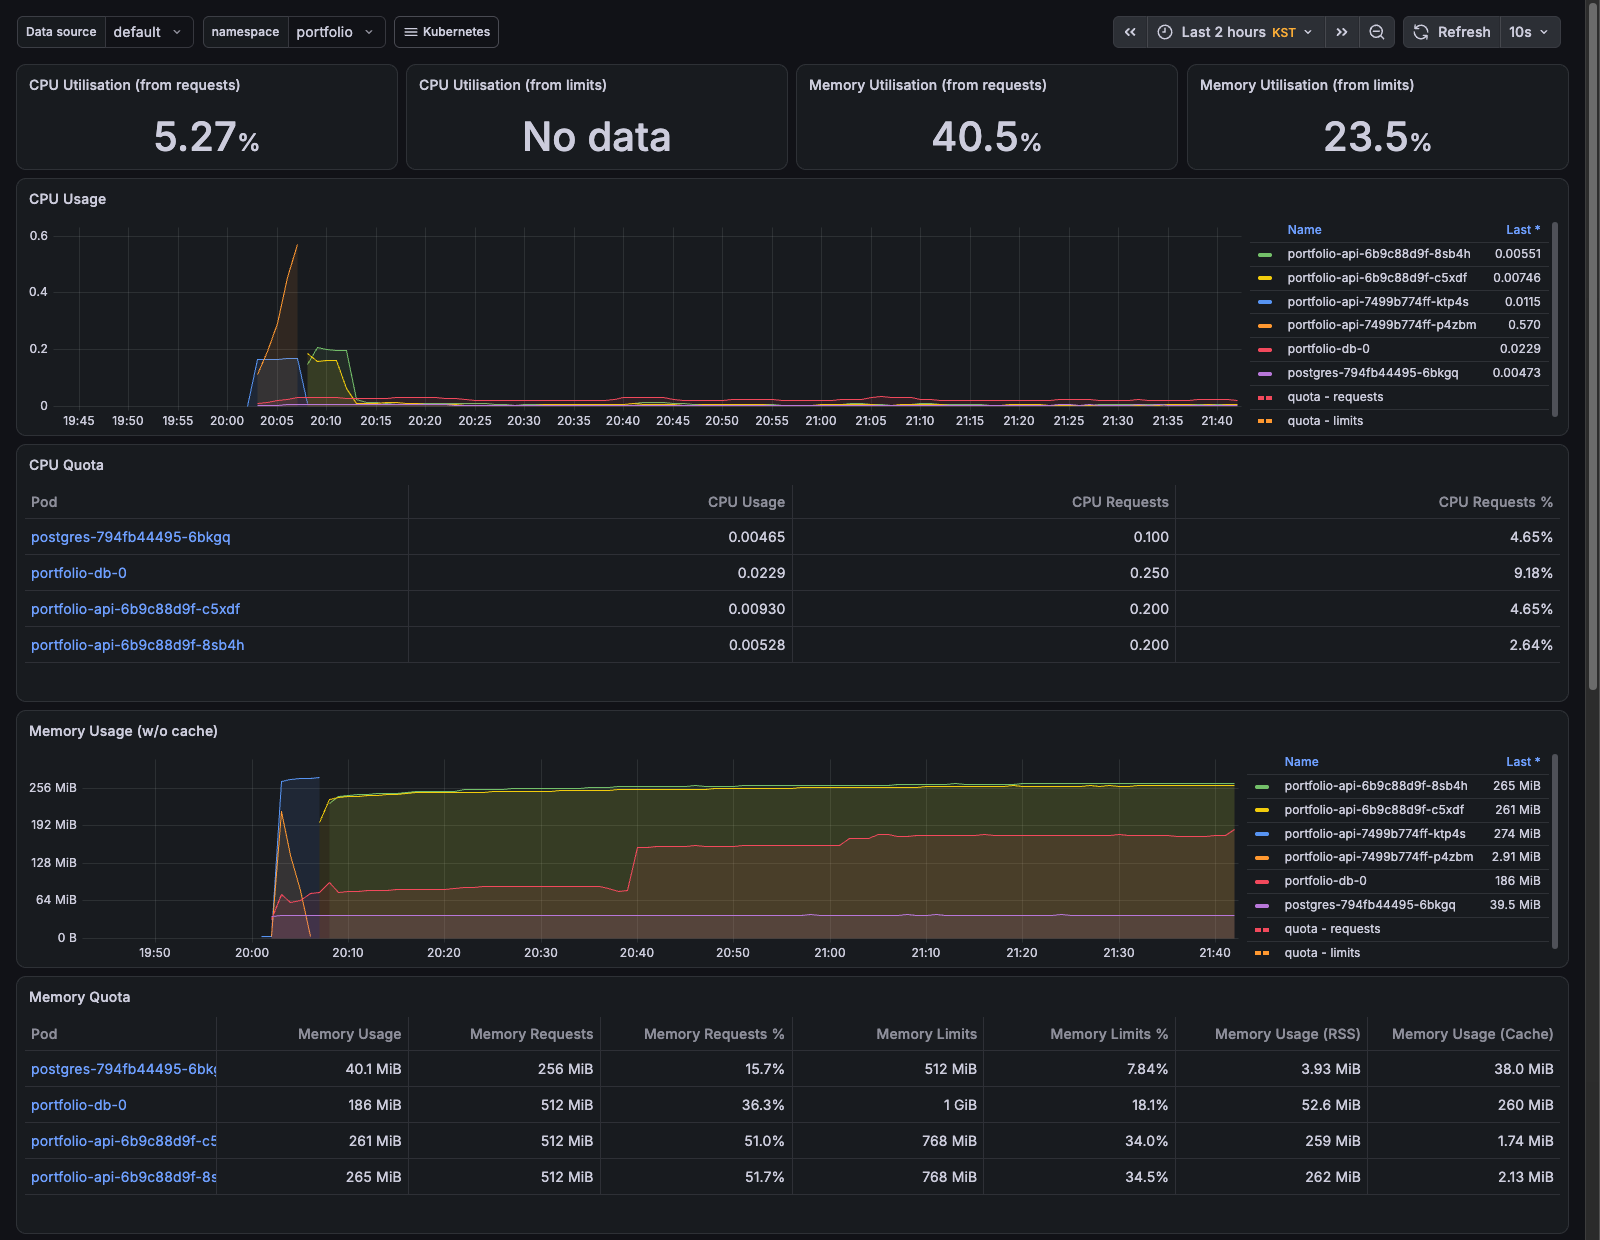 Data source default namespace portfolio Kubernetes Last 2 hours KST Refresh 10s
CPU Utilisation (from requests)
5.27%
CPU Utilisation (from limits)
No data
Memory Utilisation (from requests)
40.5%
Memory Utilisation (from limits)
23.5%
CPU Usage
0.6
0.4
0.2
0
19:45 19:50 19:55 20:00 20:05 20:10 20:15 20:20 20:25 20:30 20:35 20:40 20:45 20:50 20:55 21:00 21:05 21:10 21:15 21:20 21:25 21:30 21:35 21:40
Name Last *
portfolio-api-6b9c88d9f-8sb4h 0.00551
portfolio-api-6b9c88d9f-c5xdf 0.00746
portfolio-api-7499b774ff-ktp4s 0.0115
portfolio-api-7499b774ff-p4zbm 0.570
portfolio-db-0 0.0229
postgres-794fb44495-6bkgq 0.00473
quota - requests
quota - limits
CPU Quota
Pod CPU Usage CPU Requests CPU Requests %
postgres-794fb44495-6bkgq 0.00465 0.100 4.65%
portfolio-db-0 0.0229 0.250 9.18%
portfolio-api-6b9c88d9f-c5xdf 0.00930 0.200 4.65%
portfolio-api-6b9c88d9f-8sb4h 0.00528 0.200 2.64%
Memory Usage (w/o cache)
256 MiB
192 MiB
128 MiB
64 MiB
0 B
19:50 20:00 20:10 20:20 20:30 20:40 20:50 21:00 21:10 21:20 21:30 21:40
Name Last *
portfolio-api-6b9c88d9f-8sb4h 265 MiB
portfolio-api-6b9c88d9f-c5xdf 261 MiB
portfolio-api-7499b774ff-ktp4s 274 MiB
portfolio-api-7499b774ff-p4zbm 2.91 MiB
portfolio-db-0 186 MiB
postgres-794fb44495-6bkgq 39.5 MiB
quota - requests
quota - limits
Memory Quota
Pod Memory Usage Memory Requests Memory Requests % Memory Limits Memory Limits % Memory Usage (RSS) Memory Usage (Cache)
postgres-794fb44495-6bkg 40.1 MiB 256 MiB 15.7% 512 MiB 7.84% 3.93 MiB 38.0 MiB
portfolio-db-0 186 MiB 512 MiB 36.3% 1 GiB 18.1% 52.6 MiB 260 MiB
portfolio-api-6b9c88d9f-c5 261 MiB 512 MiB 51.0% 768 MiB 34.0% 259 MiB 1.74 MiB
portfolio-api-6b9c88d9f-8s 265 MiB 512 MiB 51.7% 768 MiB 34.5% 262 MiB 2.13 MiB